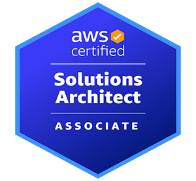 aws
certified
Solutions
Architect
ASSOCIATE